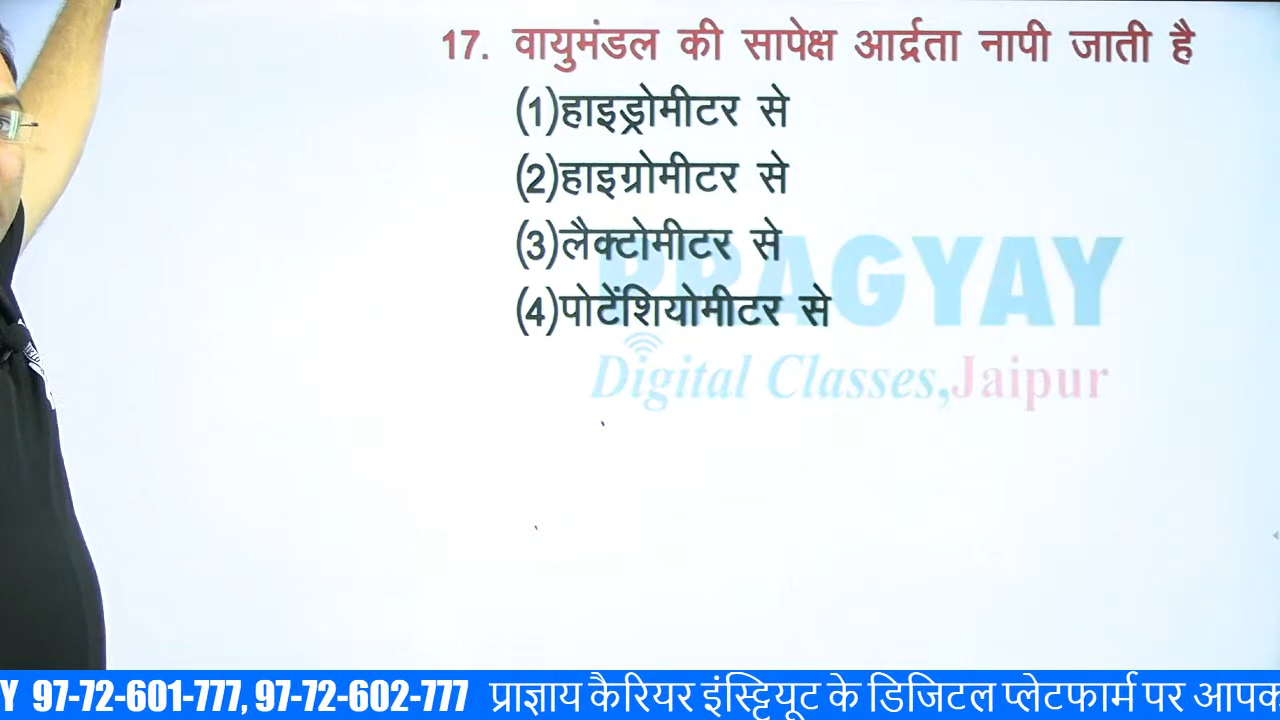 17. वायुमंडल की सापेक्ष आर्द्रता नापी जाती है
(1)हाइड्रोमीटर से
(2)हाइग्रोमीटर से
(3)लैक्टोमीटर से
(4)पोटेंशियोमीटर से
PRAGYAY
Digital Classes,Jaipur
Y 97-72-601-777, 97-72-602-777 प्राज्ञाय कैरियर इंस्ट्टियूट के डिजिटल प्लेटफार्म पर आपक